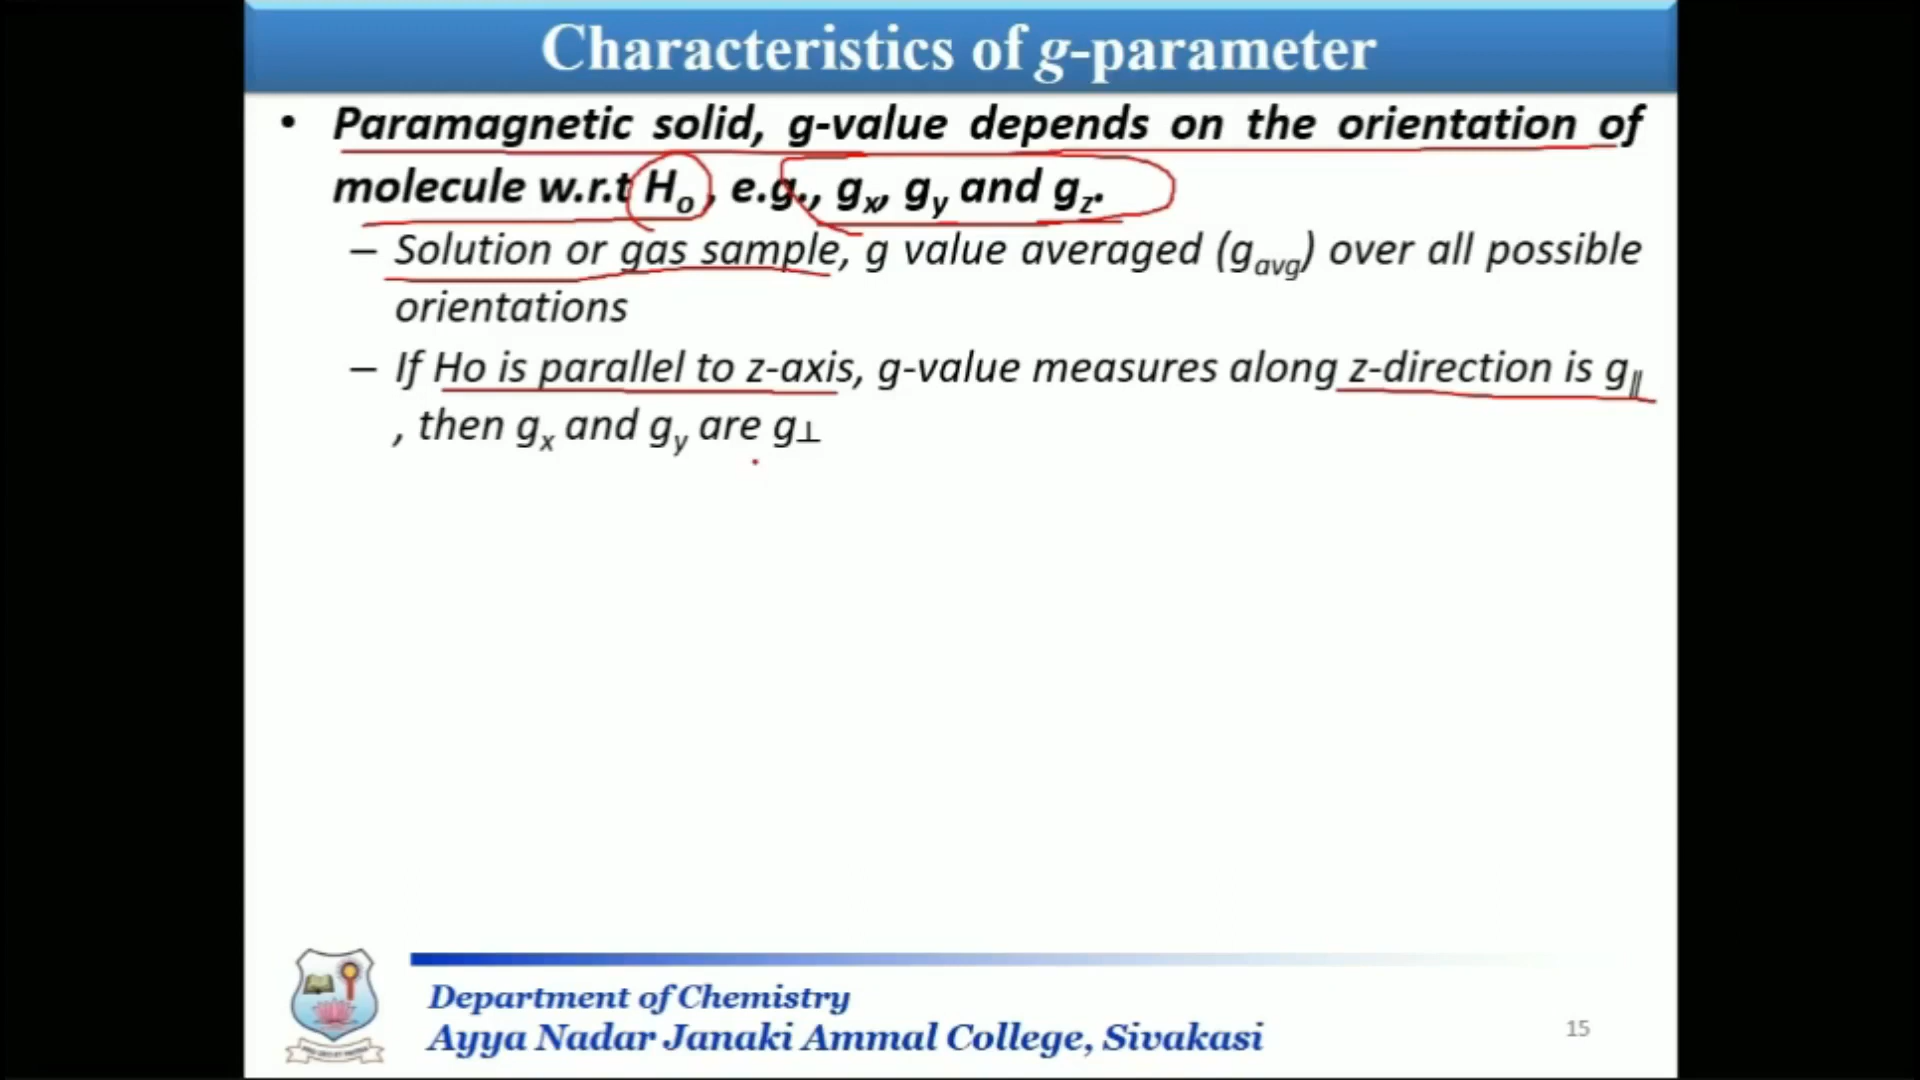 Characteristics of g-parameter
• Paramagnetic solid, g-value depends on the orientation of
molecule w.r.t Ho , e.g., gx, gy and gz.
– Solution or gas sample, g value averaged (gavg) over all possible
orientations
– If Ho is parallel to z-axis, g-value measures along z-direction is g∥
, then gx and gy are g⊥
Department of Chemistry
Ayya Nadar Janaki Ammal College, Sivakasi
15